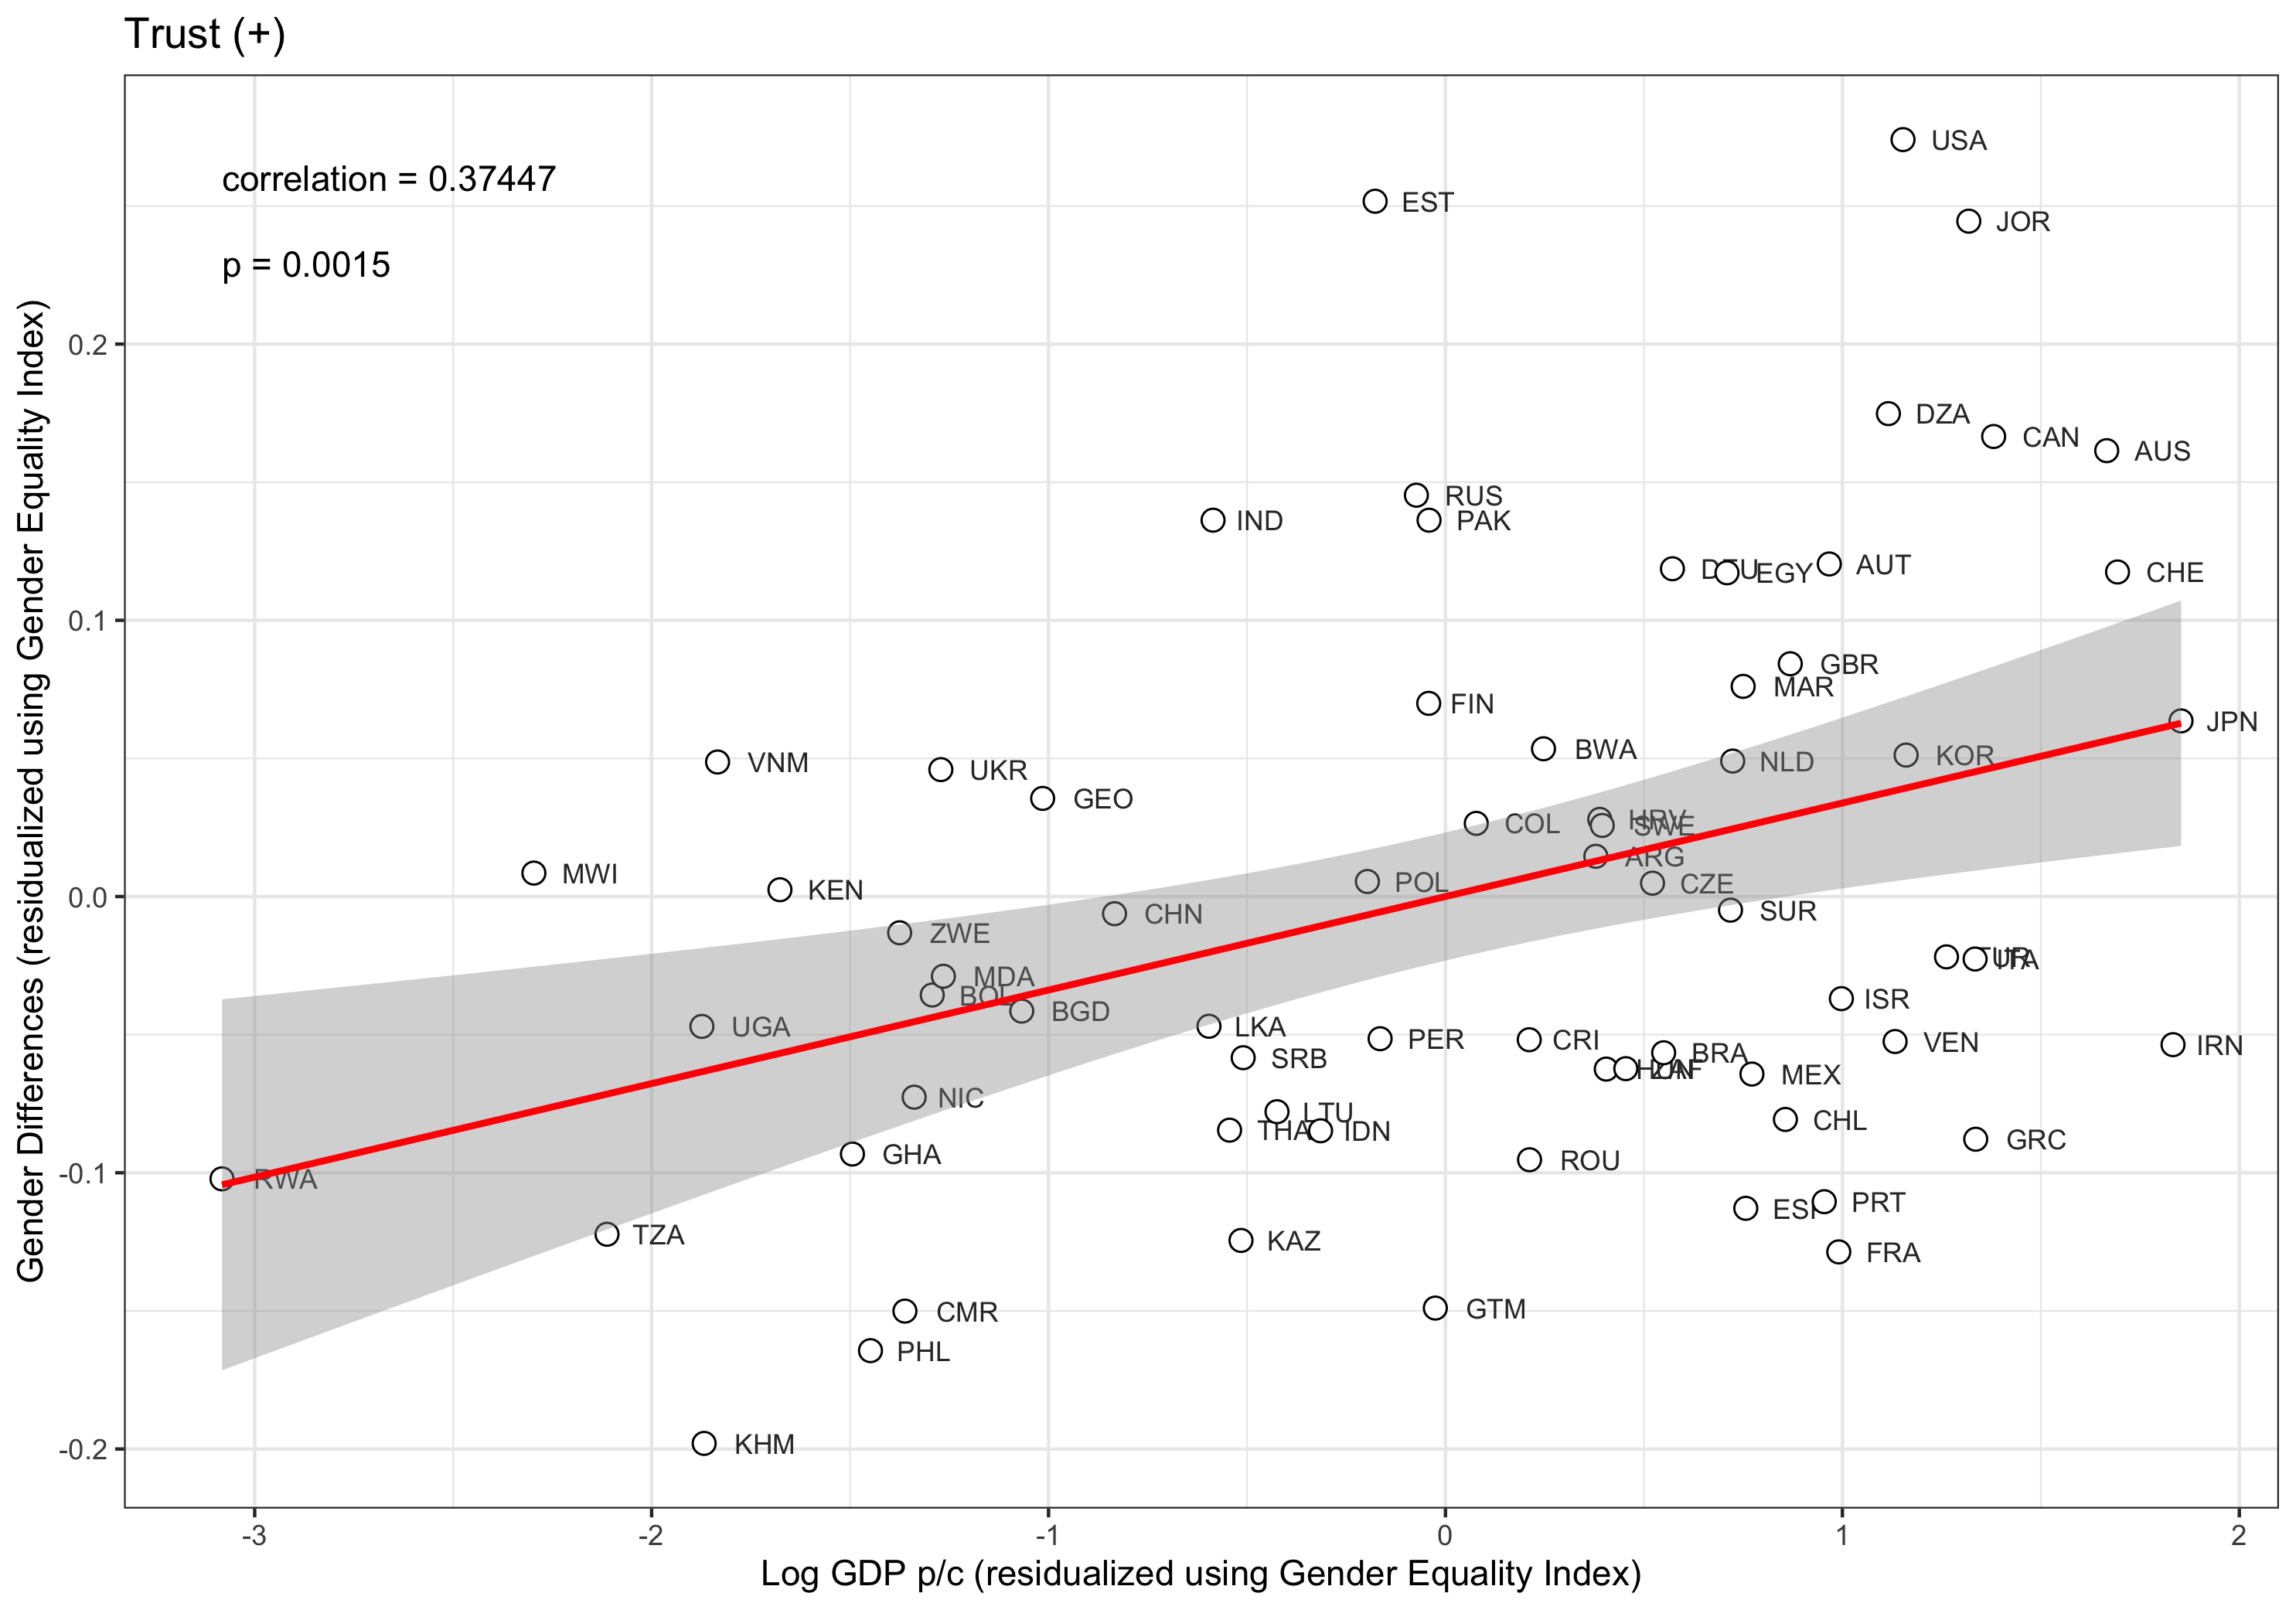 Trust (+)
correlation = 0.37447
p = 0.0015
USA
EST
JOR
DZA
CAN
AUS
RUS
IND
PAK
AUT
EGY
CHE
GBR
MAR
FIN
JPN
BWA
KOR
NLD
VNM
UKR
GEO
HRV
COL
SWE
ARG
MWI
POL
CZE
KEN
SUR
CHN
ZWE
ITA
MDA
BOL
ISR
BGD
UGA
LKA
PER
CRI
VEN
IRN
BRA
SRB
MEX
NIC
LTU
CHL
THA
IDN
GRC
GHA
ROU
RWA
PRT
TZA
KAZ
FRA
GTM
CMR
PHL
KHM
0.2
0.1
0.0
-0.1
-0.2
-3
-2
-1
0
1
2
Log GDP p/c (residualized using Gender Equality Index)
Gender Differences (residualized using Gender Equality Index)